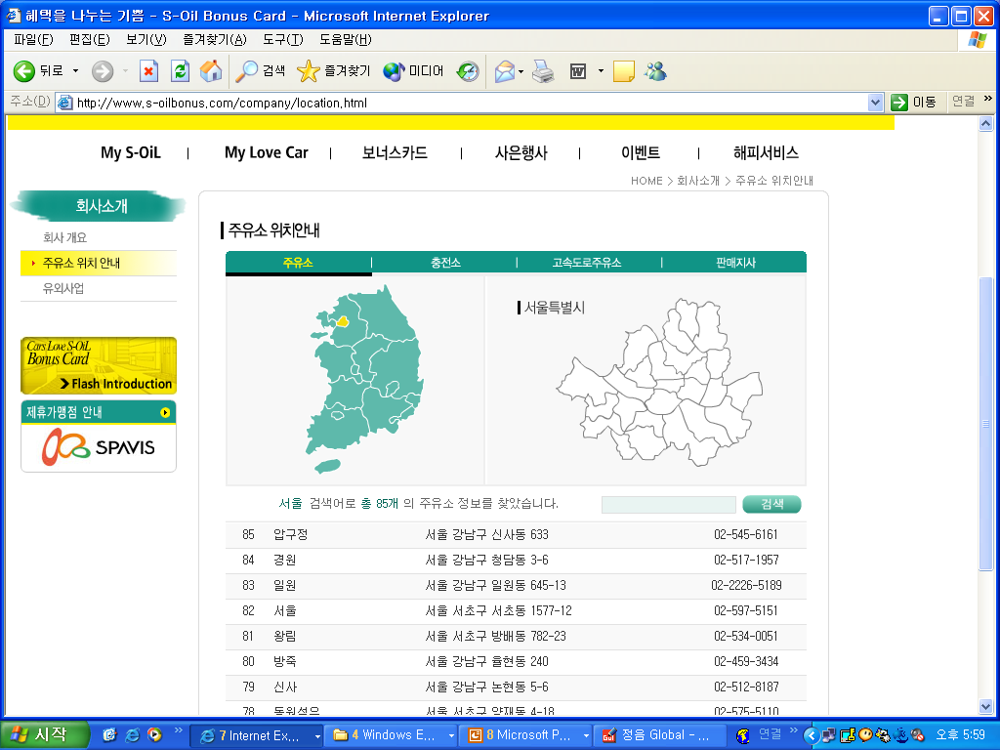 혜택을 나누는 기쁨 - S-Oil Bonus Card - Microsoft Internet Explorer
파일(F) 편집(E) 보기(V) 즐겨찾기(A) 도구(T) 도움말(H)
뒤로 검색 즐겨찾기 미디어
주소(D) http://www.s-oilbonus.com/company/location.html 이동 연결 »
My S-OiL | My Love Car | 보너스카드 | 사은행사 | 이벤트 | 해피서비스
HOME > 회사소개 > 주유소 위치안내
회사소개
회사 개요
주유소 위치 안내
유외사업
Cars Love S-OiL
Bonus Card
Flash Introduction
제휴가맹점 안내
SPAVIS
주유소 위치안내
주유소 | 충전소 | 고속도로주유소 | 판매지사
서울특별시
서울 검색어로 총 85개 의 주유소 정보를 찾았습니다. 검색
85 압구정 서울 강남구 신사동 633 02-545-6161
84 경원 서울 강남구 청담동 3-6 02-517-1957
83 일원 서울 강남구 일원동 645-13 02-2226-5189
82 서울 서울 서초구 서초동 1577-12 02-597-5151
81 왕림 서울 서초구 방배동 782-23 02-534-0051
80 방죽 서울 강남구 율현동 240 02-459-3434
79 신사 서울 강남구 논현동 5-6 02-512-8187
78 서울 서초구 양재동 4-18 02-575-5110
시작 » 7 Internet Ex... 4 Windows E... 8 Microsoft P... 정음 Global - ... 연결 » 오후 5:59